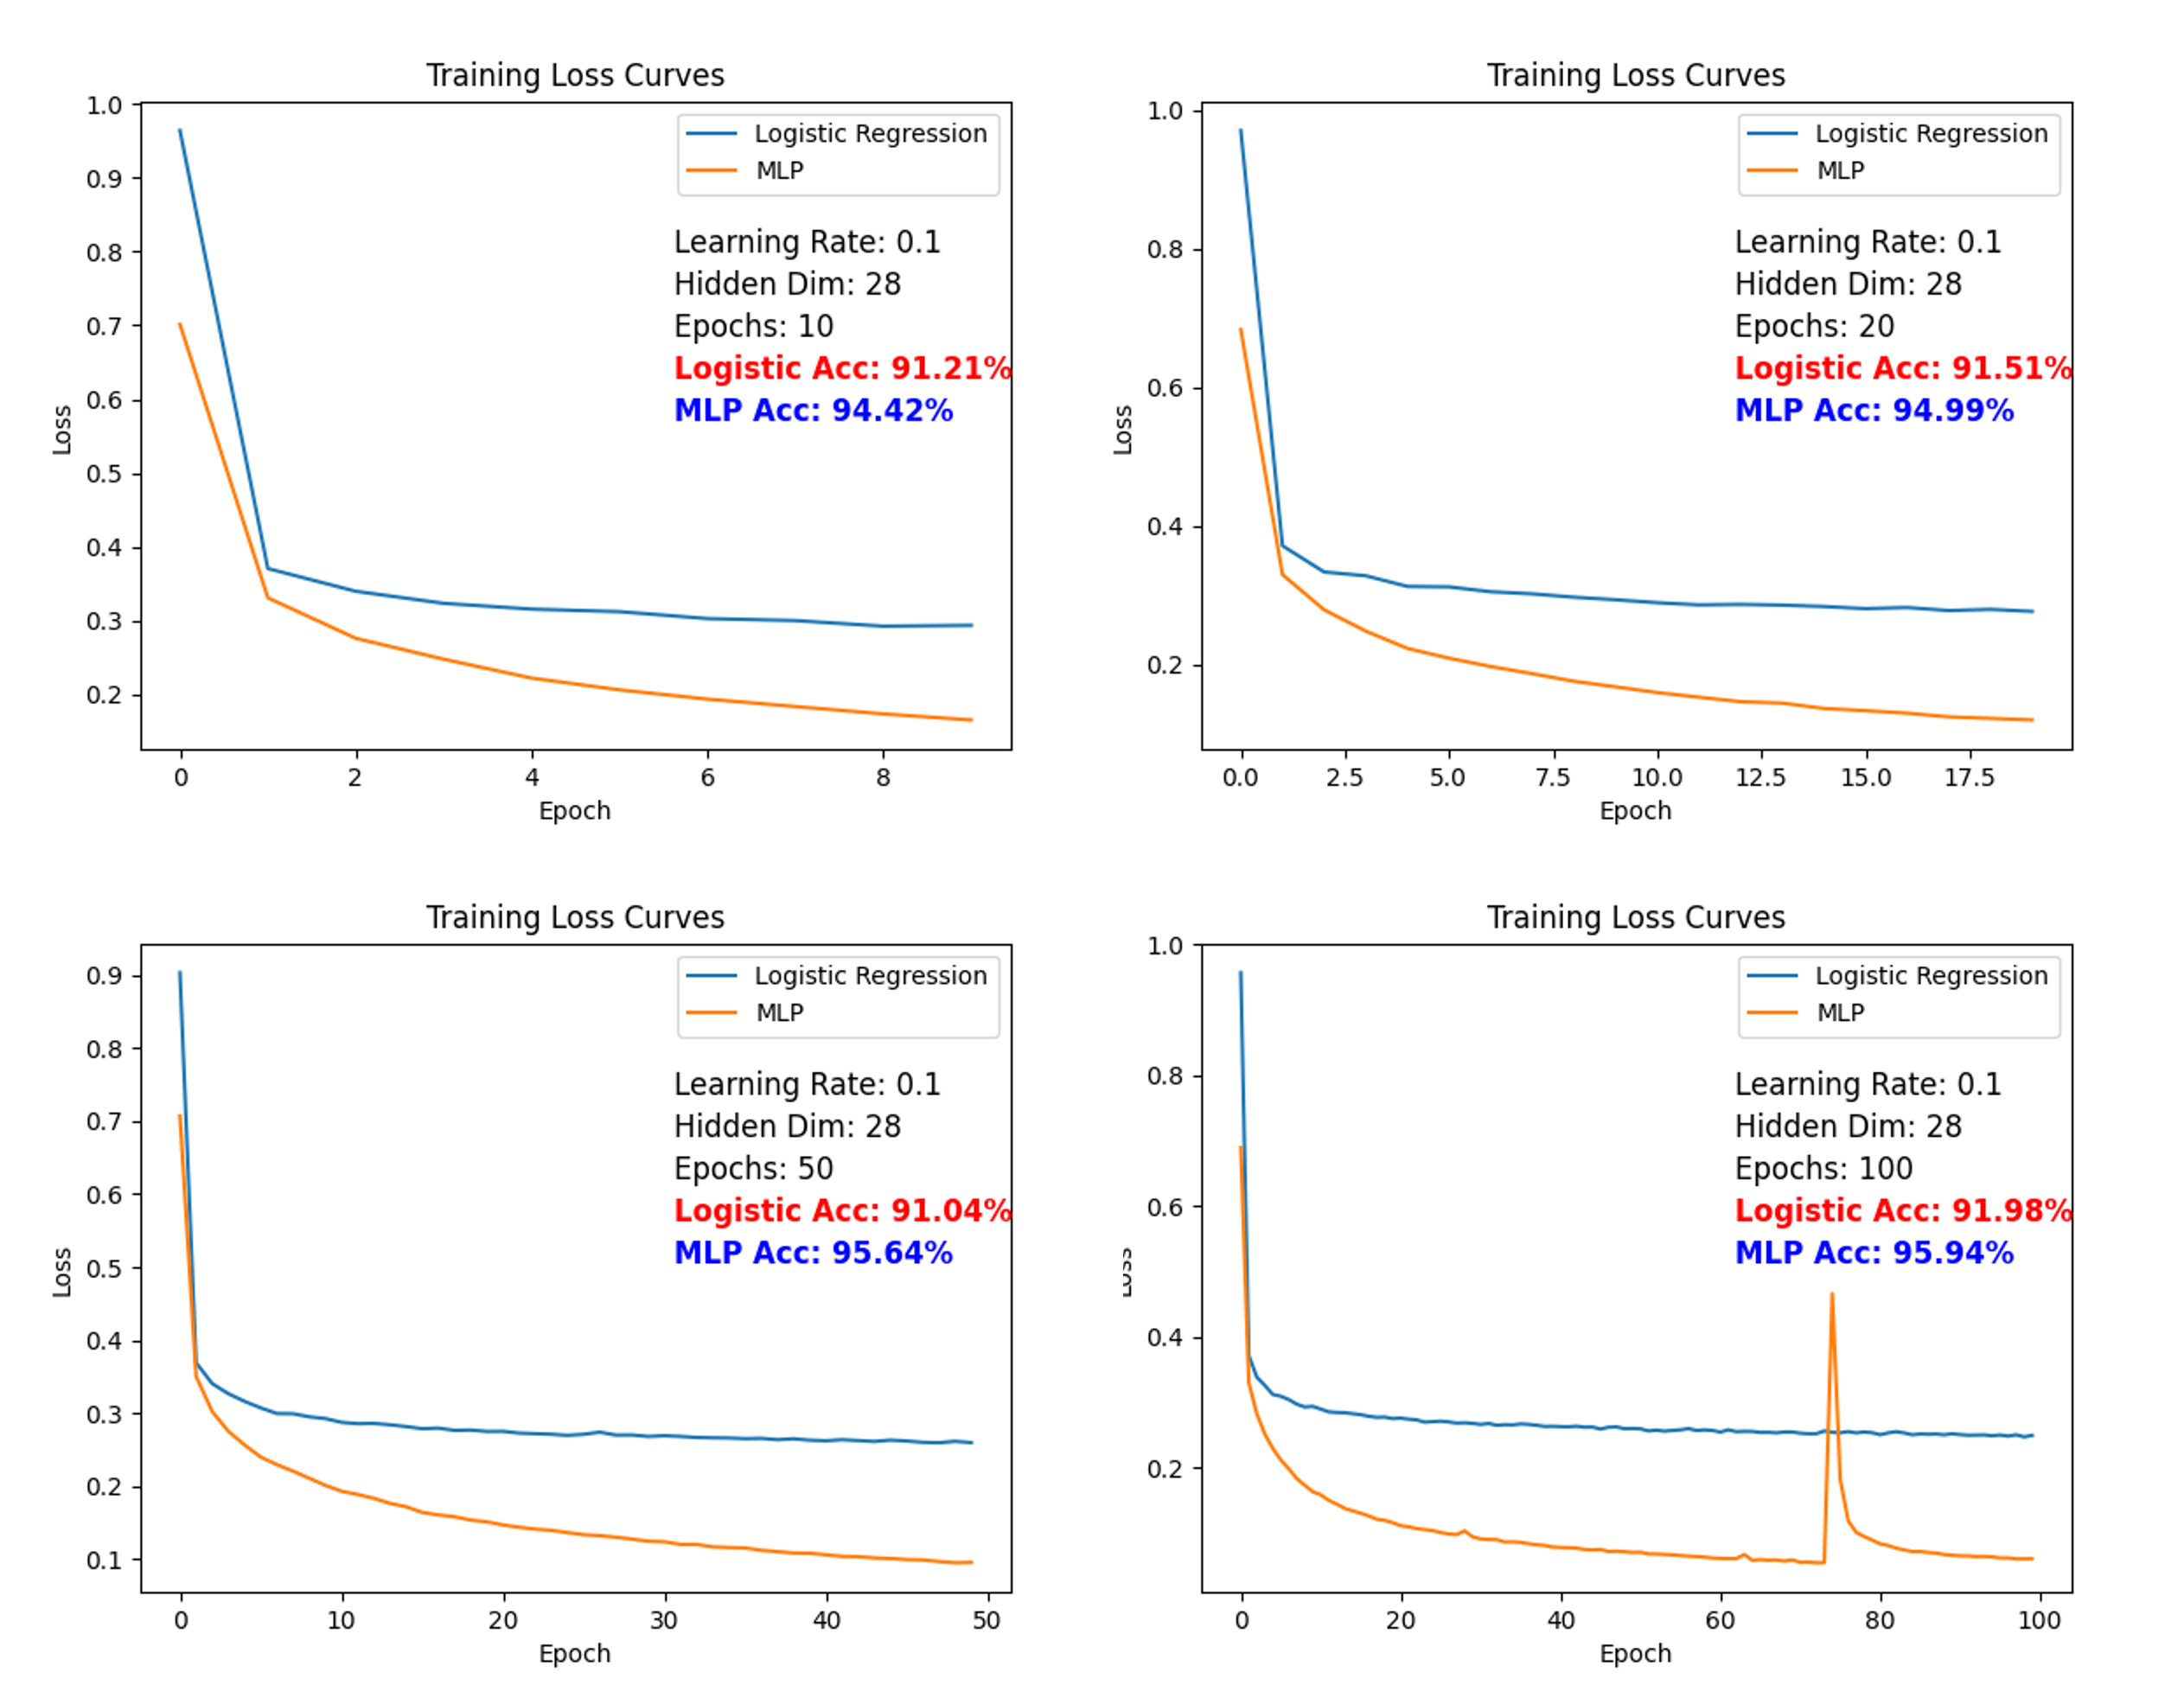 Training Loss Curves
1.0
0.9
0.8
0.7
0.6
0.5
0.4
0.3
0.2
Loss
Logistic Regression
MLP
Learning Rate: 0.1
Hidden Dim: 28
Epochs: 10
Logistic Acc: 91.21%
MLP Acc: 94.42%
0 2 4 6 8
Epoch
Training Loss Curves
1.0
0.8
0.6
0.4
0.2
Loss
Logistic Regression
MLP
Learning Rate: 0.1
Hidden Dim: 28
Epochs: 20
Logistic Acc: 91.51%
MLP Acc: 94.99%
0.0 2.5 5.0 7.5 10.0 12.5 15.0 17.5
Epoch
Training Loss Curves
0.9
0.8
0.7
0.6
0.5
0.4
0.3
0.2
0.1
Loss
Logistic Regression
MLP
Learning Rate: 0.1
Hidden Dim: 28
Epochs: 50
Logistic Acc: 91.04%
MLP Acc: 95.64%
0 10 20 30 40 50
Epoch
Training Loss Curves
1.0
0.8
0.6
0.4
0.2
Loss
Logistic Regression
MLP
Learning Rate: 0.1
Hidden Dim: 28
Epochs: 100
Logistic Acc: 91.98%
MLP Acc: 95.94%
0 20 40 60 80 100
Epoch